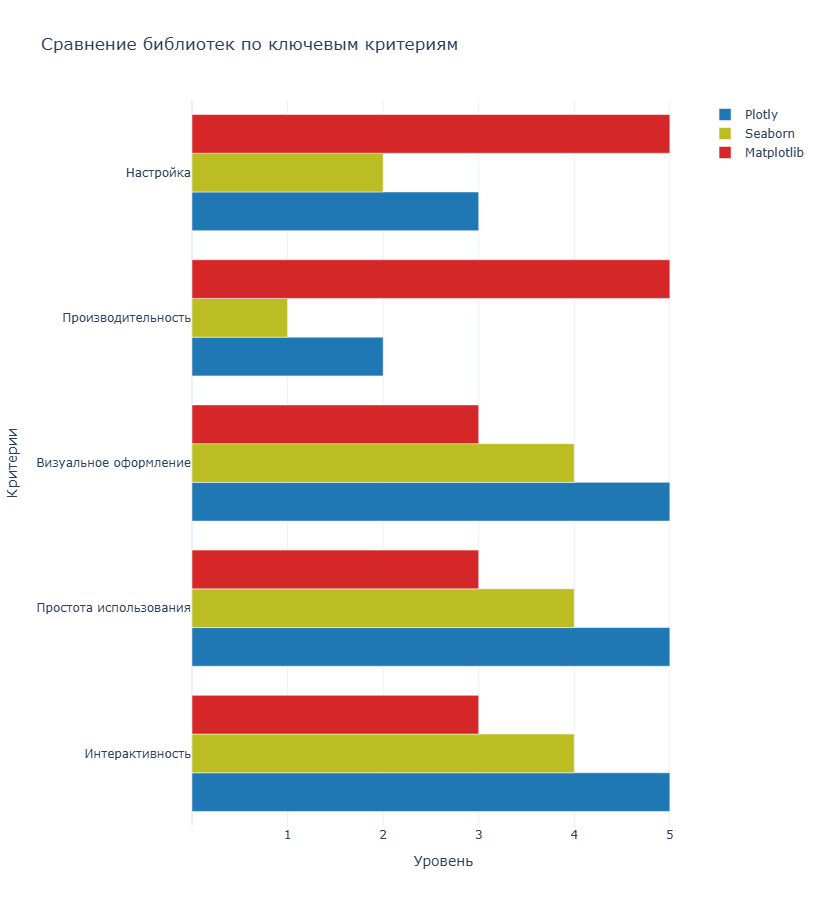 Сравнение библиотек по ключевым критериям
Plotly
Seaborn
Matplotlib
Критерии
Настройка
Производительность
Визуальное оформление
Простота использования
Интерактивность
1 2 3 4 5
Уровень